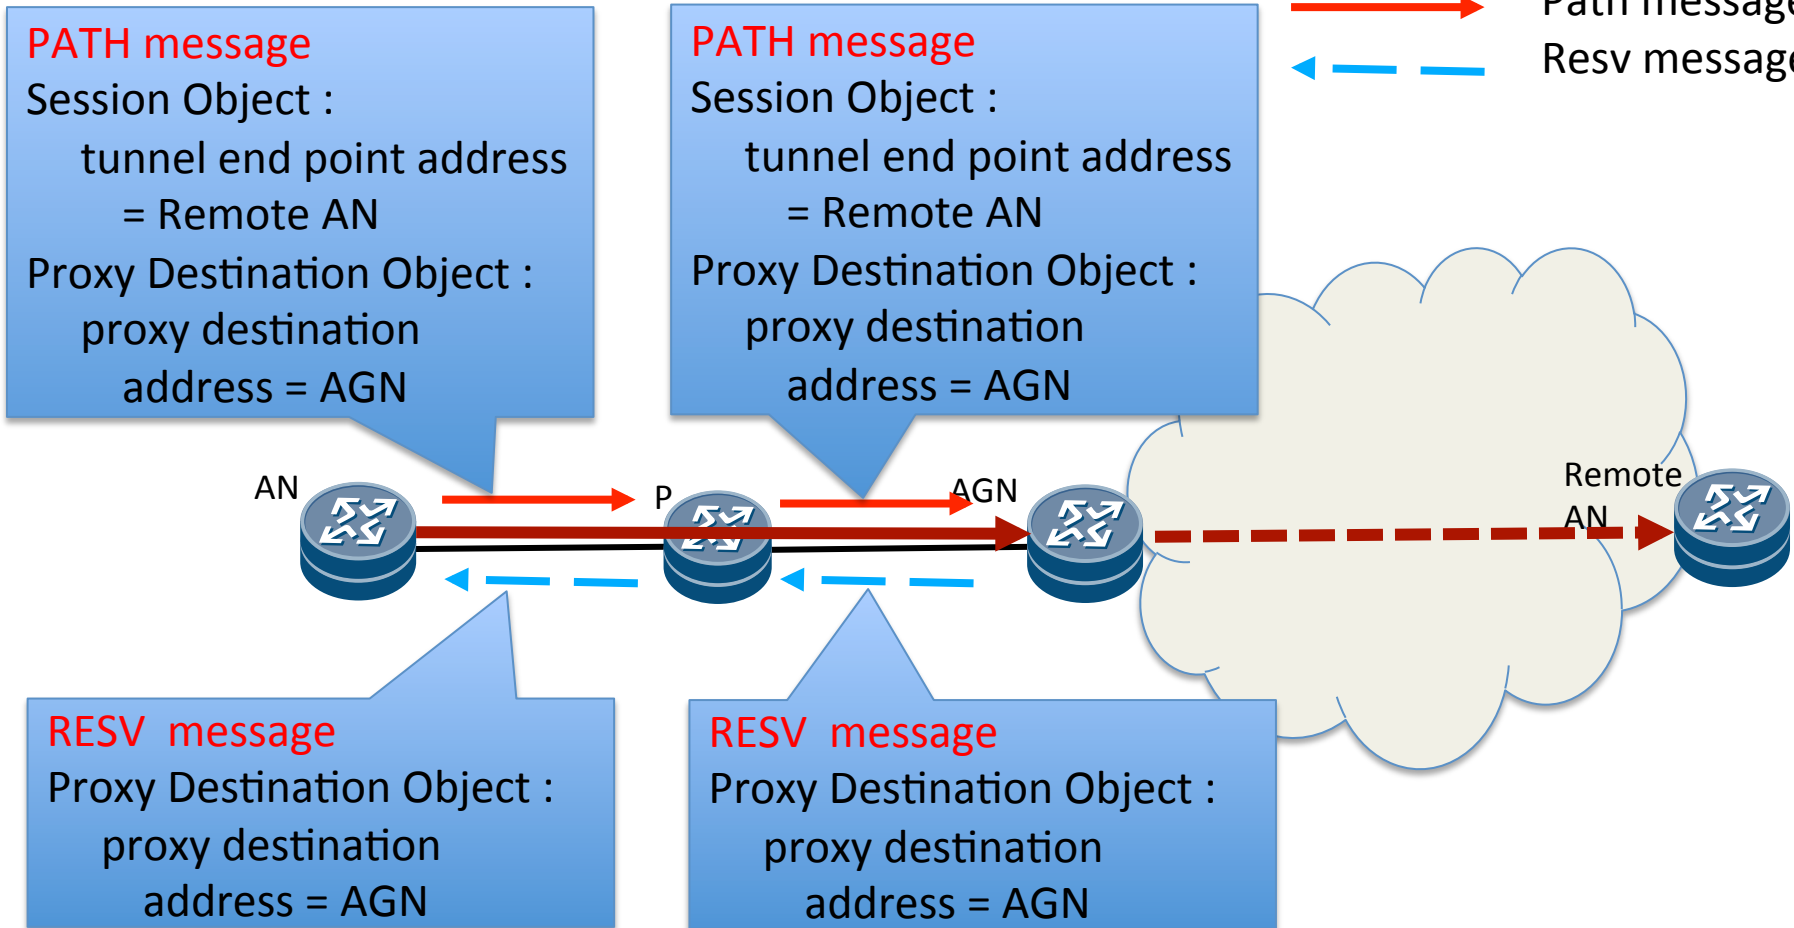 PATH message
Session Object :
tunnel end point address
= Remote AN
Proxy Destination Object :
proxy destination
address = AGN
PATH message
Session Object :
tunnel end point address
= Remote AN
Proxy Destination Object :
proxy destination
address = AGN
Path message
Resv message
AN
P
AGN
Remote
AN
RESV message
Proxy Destination Object :
proxy destination
address = AGN
RESV message
Proxy Destination Object :
proxy destination
address = AGN